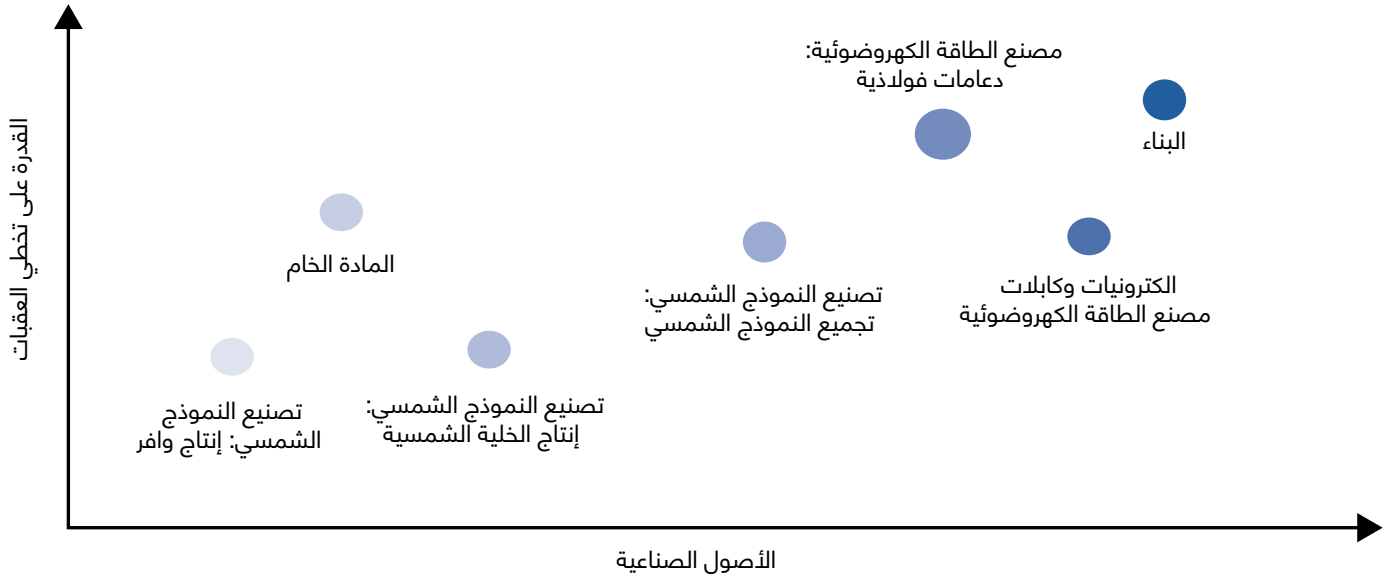 مصنع الطاقة الكهروضوئية:
دعامات فولاذية
البناء
القدرة على تخطي العقبات
المادة الخام
الكترونيات وكابلات
مصنع الطاقة الكهروضوئية
تصنيع النموذج الشمسي:
تجميع النموذج الشمسي
تصنيع النموذج الشمسي:
إنتاج الخلية الشمسية
تصنيع النموذج
الشمسي: إنتاج وافر
الأصول الصناعية